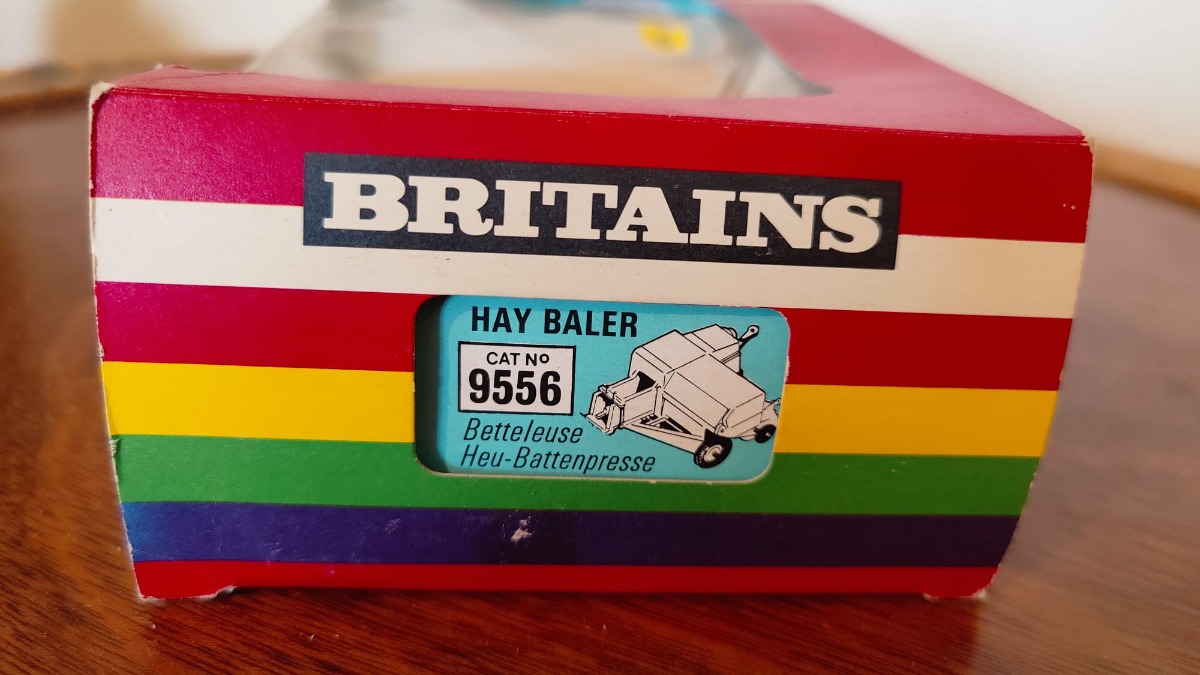 BRITAINS
HAY BALER
CAT Nº
9556
Betteleuse
Heu-Battenpresse